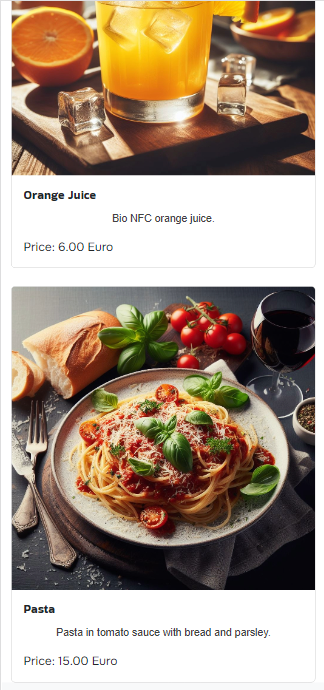 Orange Juice
Bio NFC orange juice.
Price: 6.00 Euro
Pasta
Pasta in tomato sauce with bread and parsley.
Price: 15.00 Euro